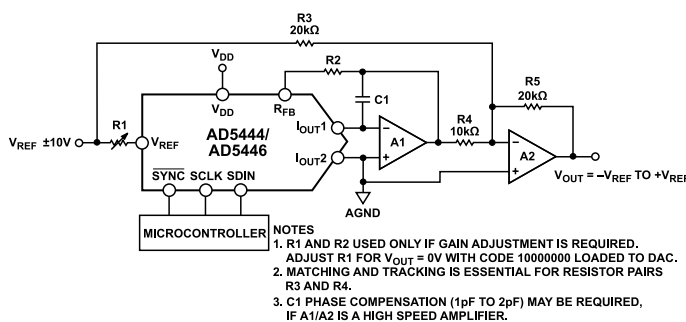 R3
20kΩ
VDD
R2
R5
20kΩ
VDD
RFB
C1
R1
R4
10kΩ
IOUT1
AD5444/
AD5446
A1
A2
VREF ±10V
VREF
IOUT2
VOUT = –VREF TO +VREF
SYNC SCLK SDIN
AGND
MICROCONTROLLER
NOTES
1. R1 AND R2 USED ONLY IF GAIN ADJUSTMENT IS REQUIRED.
ADJUST R1 FOR VOUT = 0V WITH CODE 10000000 LOADED TO DAC.
2. MATCHING AND TRACKING IS ESSENTIAL FOR RESISTOR PAIRS
R3 AND R4.
3. C1 PHASE COMPENSATION (1pF TO 2pF) MAY BE REQUIRED,
IF A1/A2 IS A HIGH SPEED AMPLIFIER.